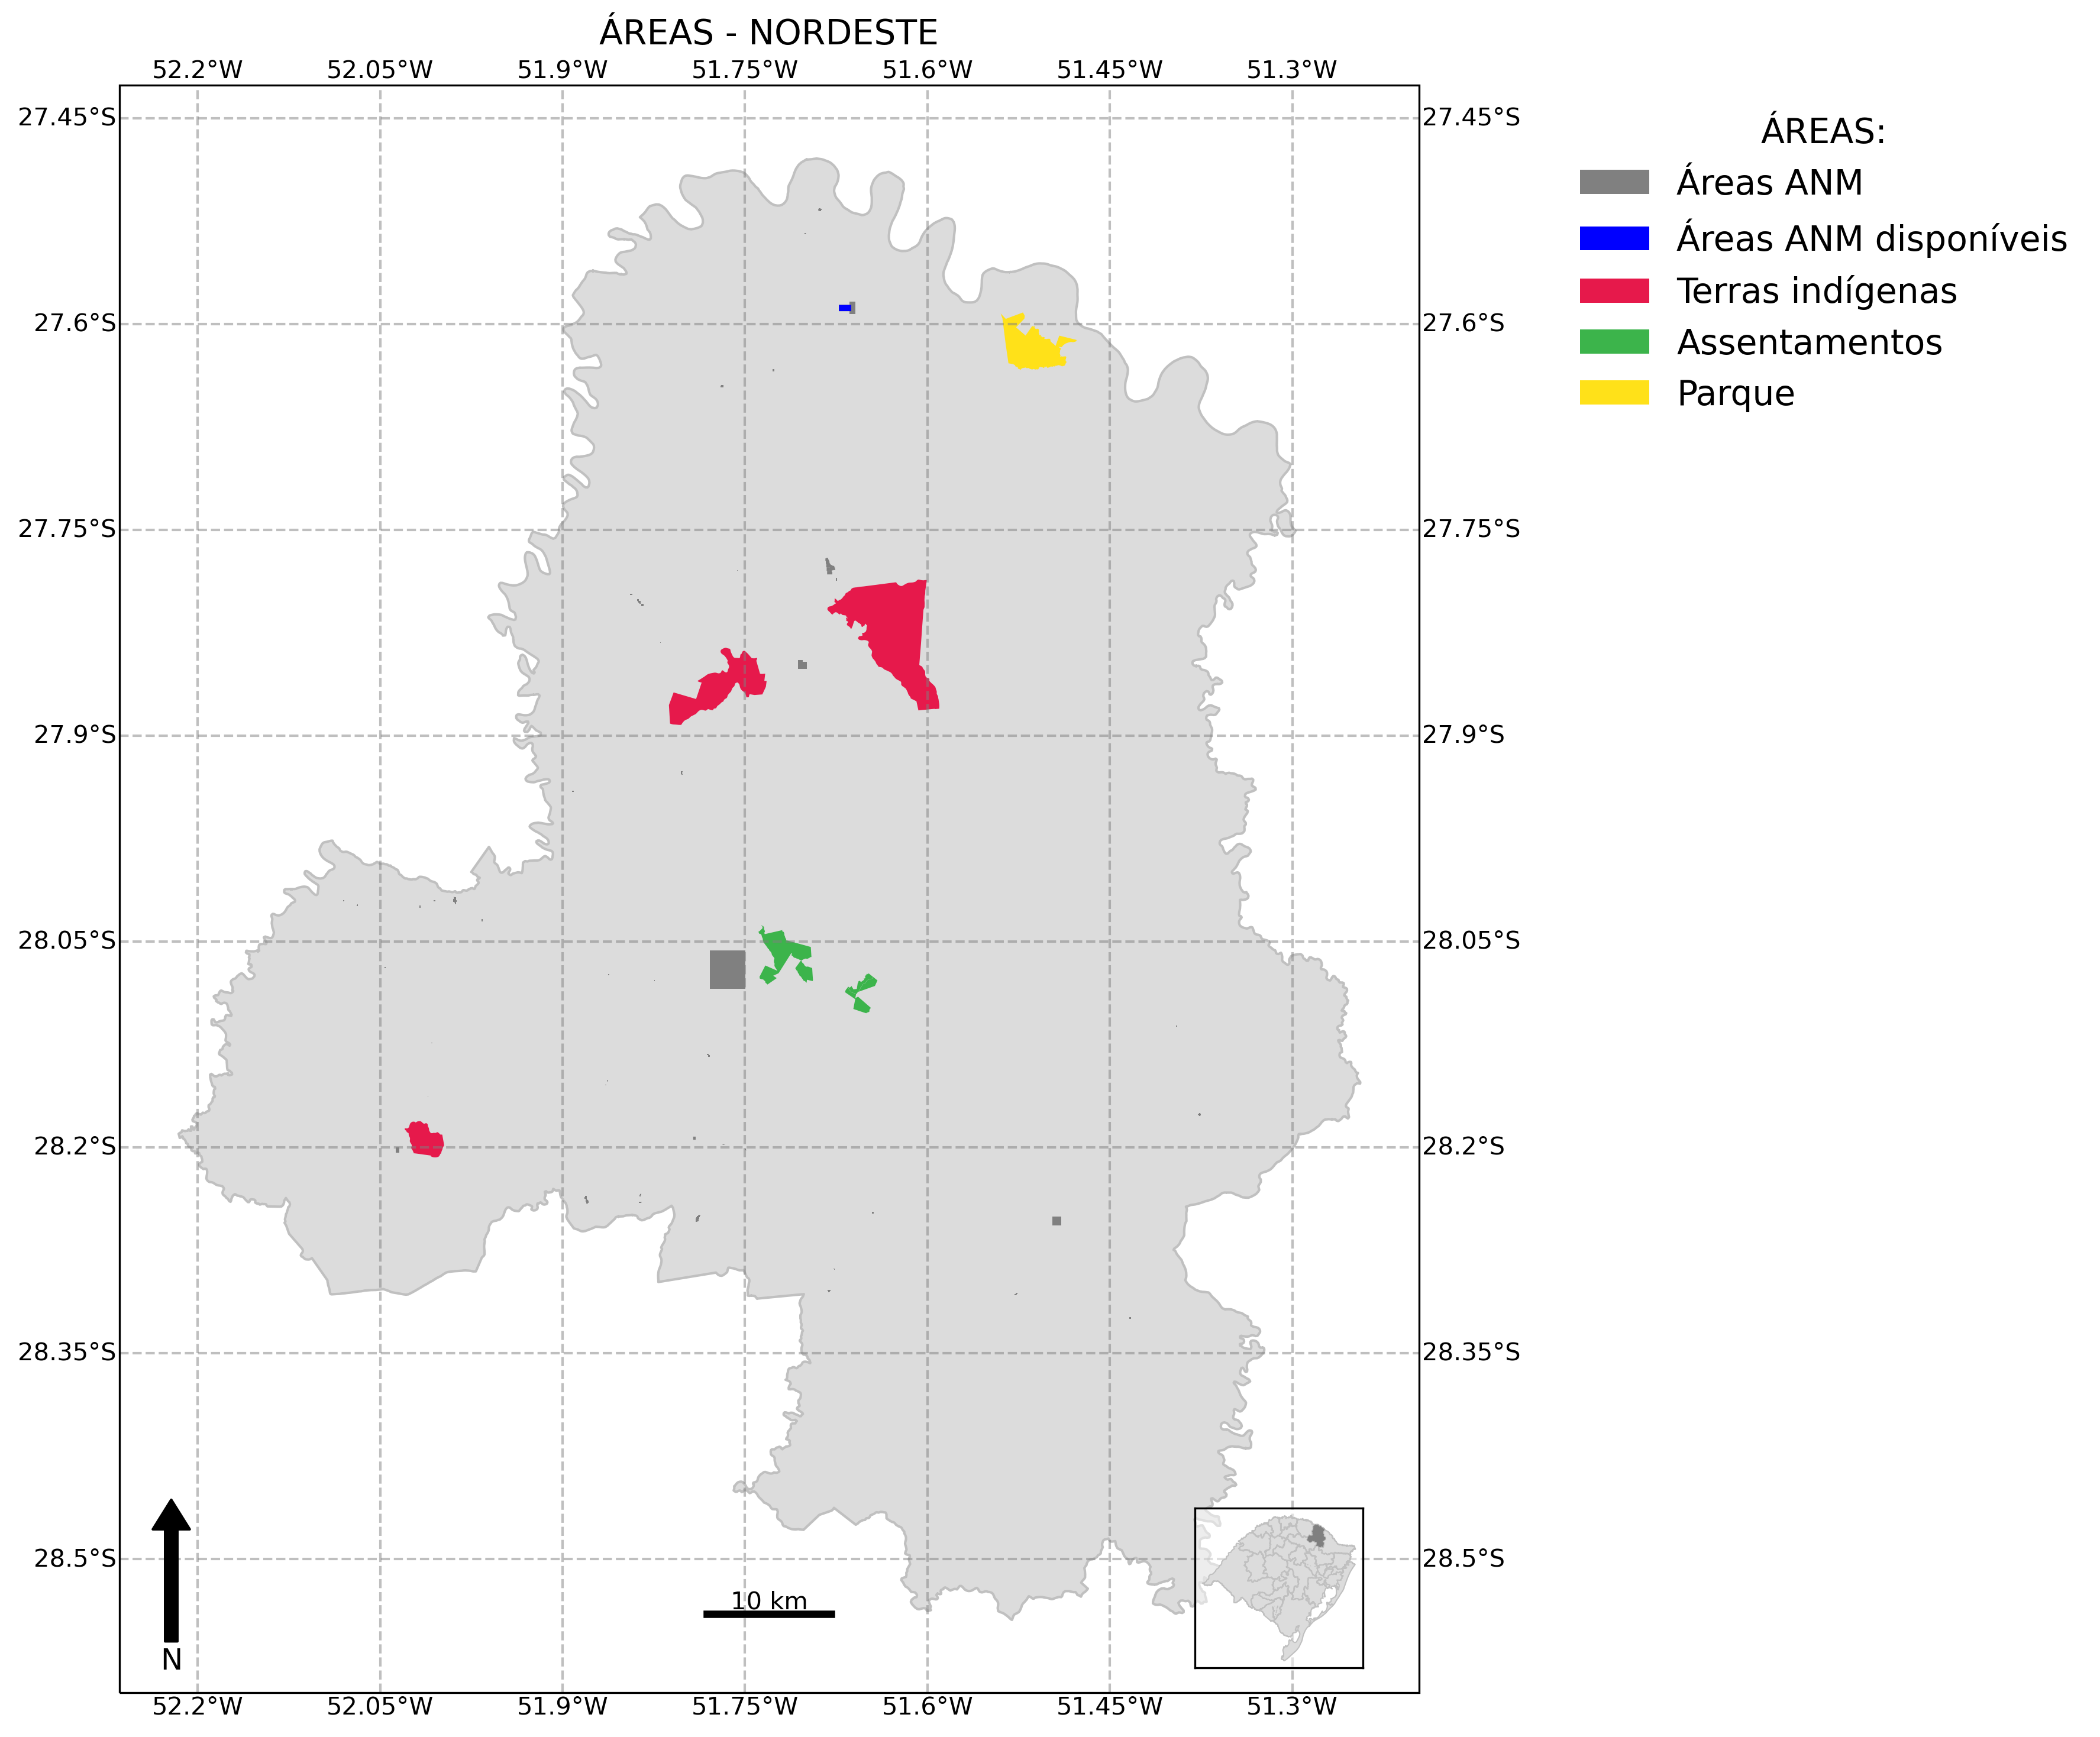 ÁREAS - NORDESTE
52.2°W 52.05°W 51.9°W 51.75°W 51.6°W 51.45°W 51.3°W
27.45°S 27.45°S
27.6°S 27.6°S
27.75°S 27.75°S
27.9°S 27.9°S
28.05°S 28.05°S
28.2°S 28.2°S
28.35°S 28.35°S
28.5°S 28.5°S
10 km
N
52.2°W 52.05°W 51.9°W 51.75°W 51.6°W 51.45°W 51.3°W
ÁREAS:
Áreas ANM
Áreas ANM disponíveis
Terras indígenas
Assentamentos
Parque